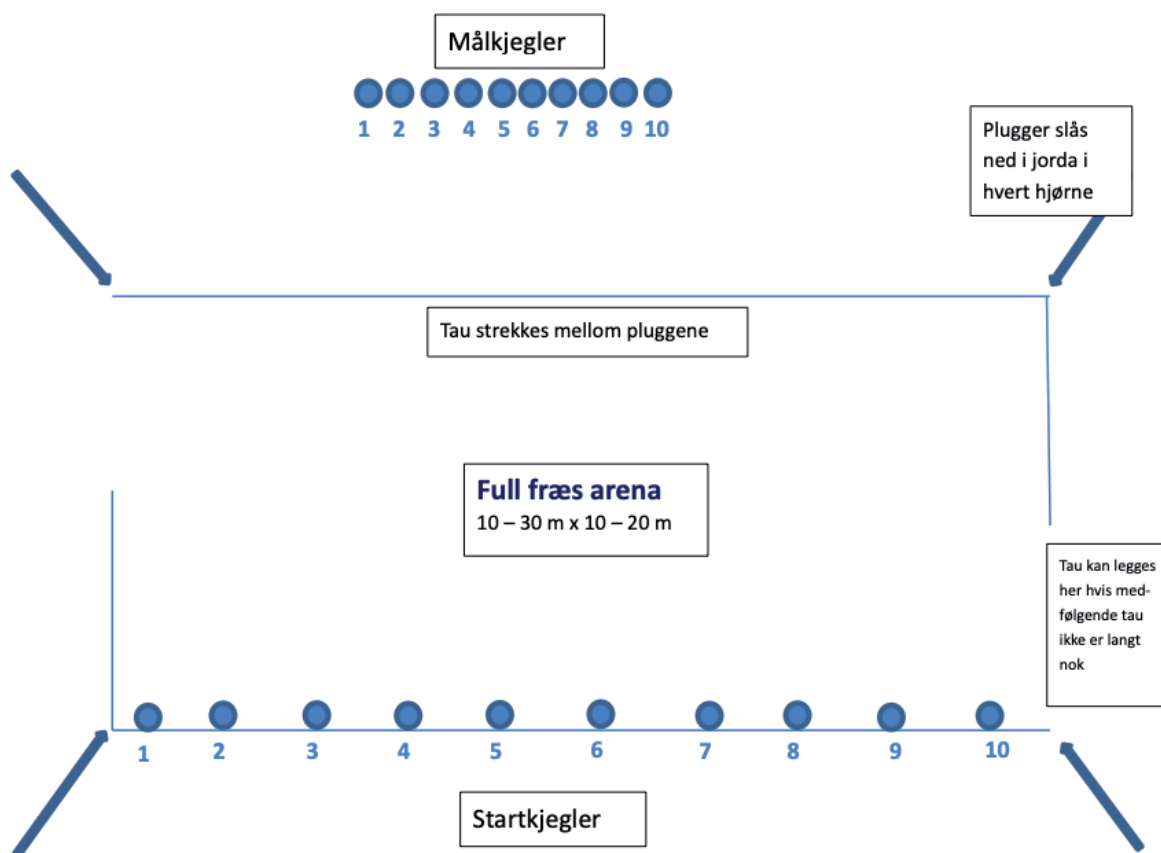 Målkjegler
1 2 3 4 5 6 7 8 9 10
Plugger slås
ned i jorda i
hvert hjørne
Tau strekkes mellom pluggene
Full fræs arena
10 – 30 m x 10 – 20 m
Tau kan legges
her hvis med-
følgende tau
ikke er langt
nok
1 2 3 4 5 6 7 8 9 10
Startkjegler